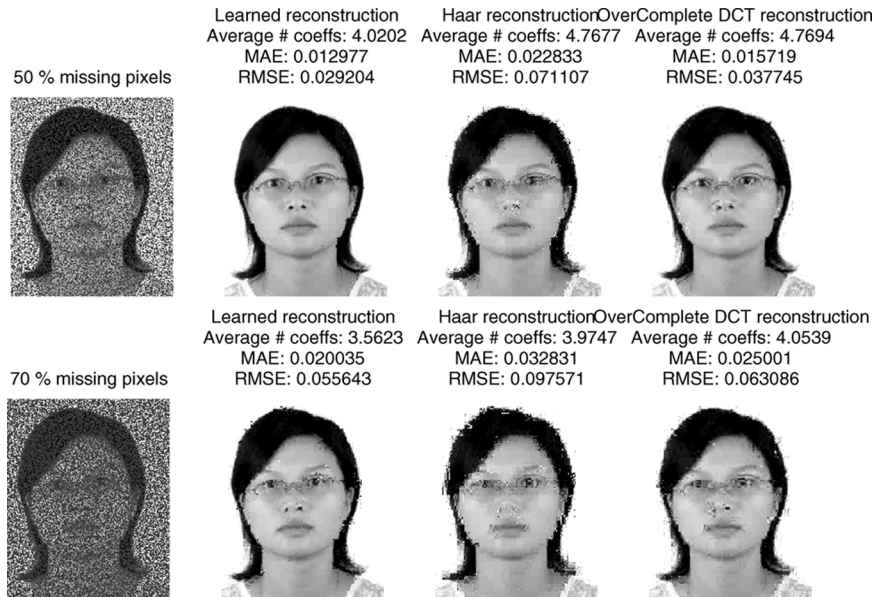 50 % missing pixels
Learned reconstruction
Average # coeffs: 4.0202
MAE: 0.012977
RMSE: 0.029204
Haar reconstruction
Average # coeffs: 4.7677
MAE: 0.022833
RMSE: 0.071107
OverComplete DCT reconstruction
Average # coeffs: 4.7694
MAE: 0.015719
RMSE: 0.037745
70 % missing pixels
Learned reconstruction
Average # coeffs: 3.5623
MAE: 0.020035
RMSE: 0.055643
Haar reconstruction
Average # coeffs: 3.9747
MAE: 0.032831
RMSE: 0.097571
OverComplete DCT reconstruction
Average # coeffs: 4.0539
MAE: 0.025001
RMSE: 0.063086